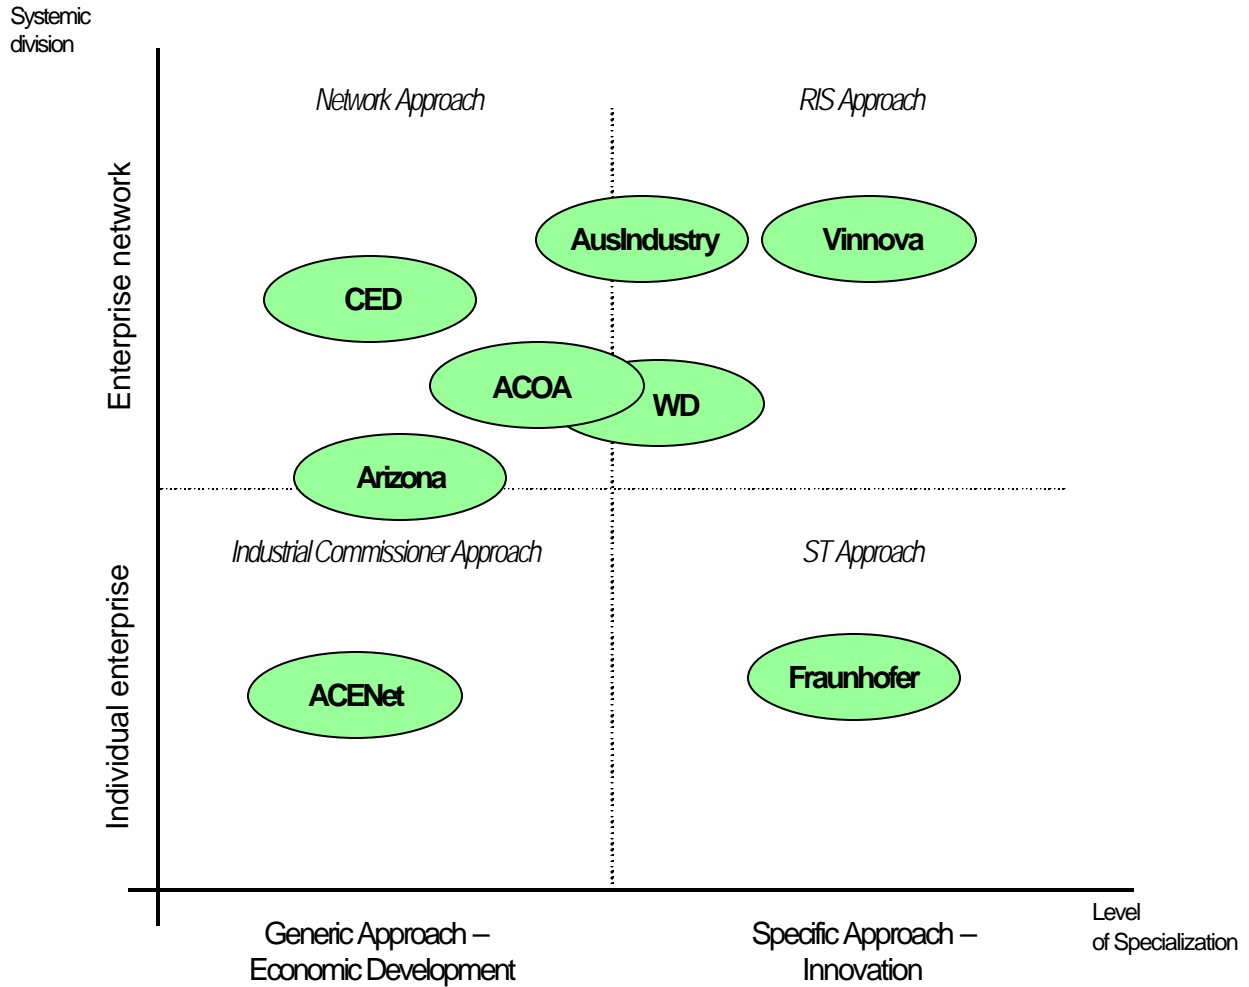 Systemic
division
Network Approach
RIS Approach
Enterprise network
AusIndustry
Vinnova
CED
ACOA
WD
Arizona
Industrial Commissioner Approach
ST Approach
Individual enterprise
Fraunhofer
ACENet
Level
of Specialization
Generic Approach –
Economic Development
Specific Approach –
Innovation